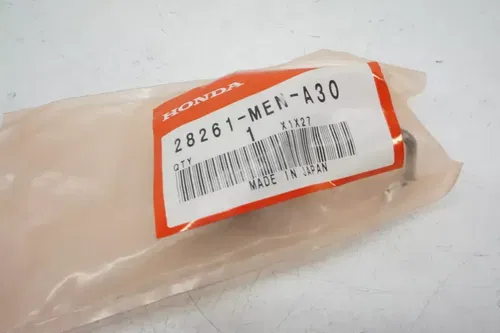 HONDA
28261-MEN-A30
QTY 1 X1X27
MADE IN JAPAN